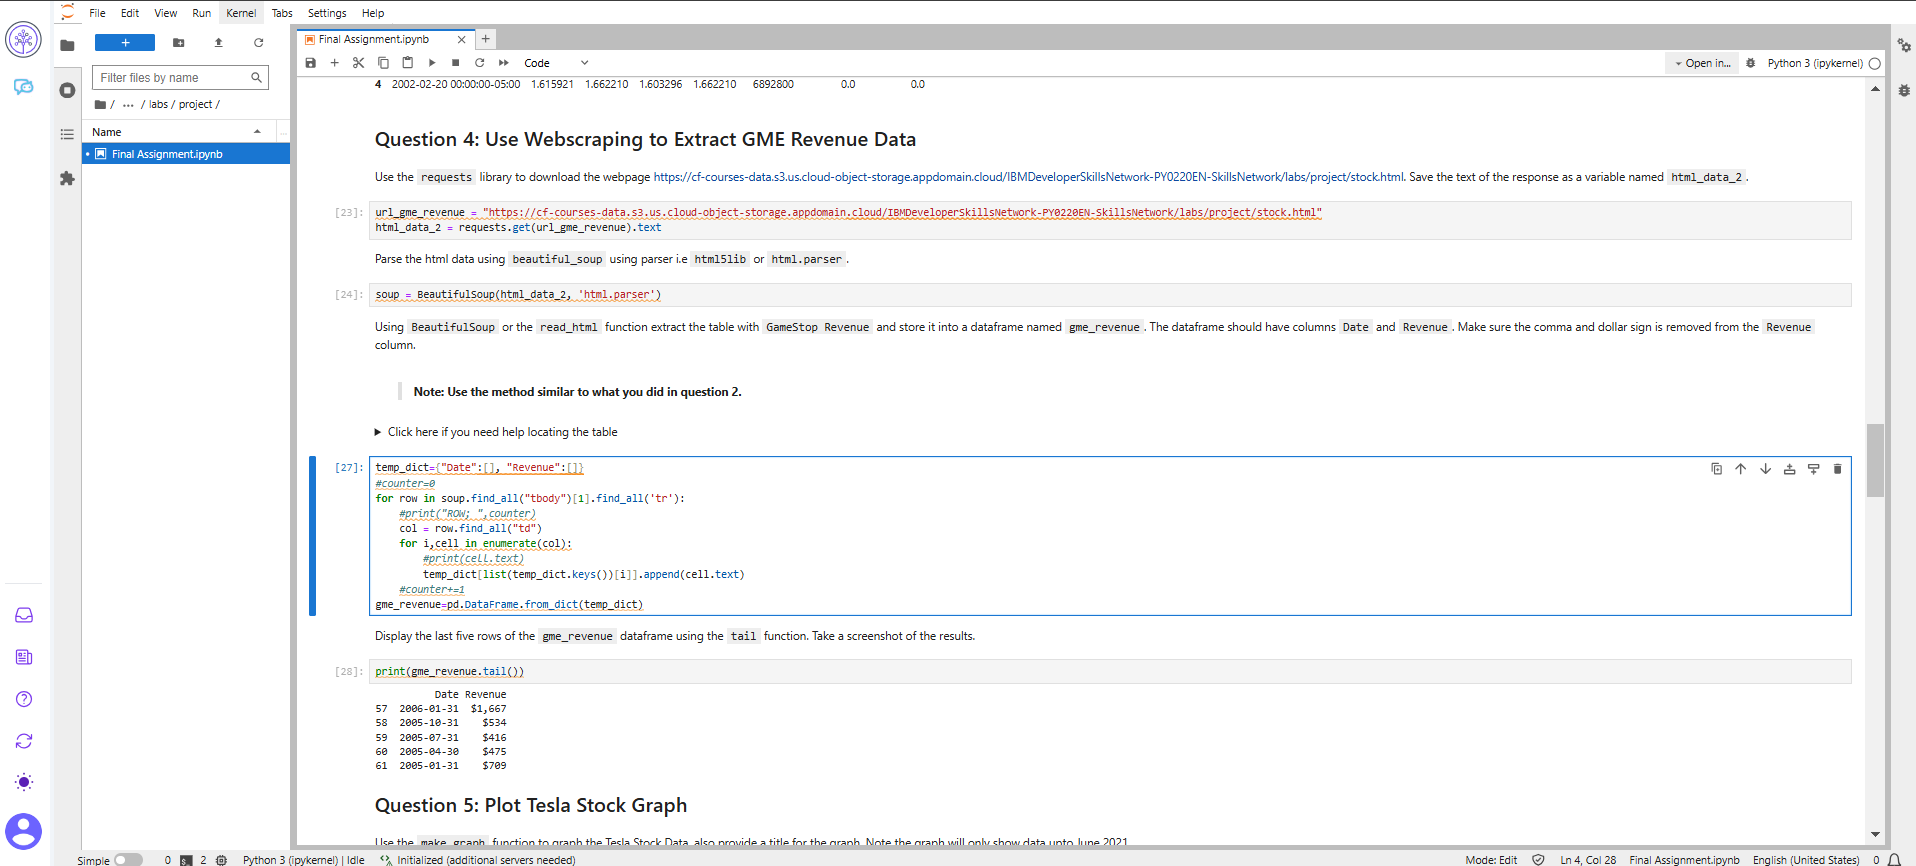 File Edit View Run Kernel Tabs Settings Help
+
Filter files by name
/ ··· / labs / project /
Name
Final Assignment.ipynb
Final Assignment.ipynb
Code
Open in...
Python 3 (ipykernel)
4 2002-02-20 00:00:00-05:00 1.615921 1.662210 1.603296 1.662210 6892800 0.0 0.0
Question 4: Use Webscraping to Extract GME Revenue Data
Use the requests library to download the webpage https://cf-courses-data.s3.us.cloud-object-storage.appdomain.cloud/IBMDeveloperSkillsNetwork-PY0220EN-SkillsNetwork/labs/project/stock.html. Save the text of the response as a variable named html_data_2 .
[23]: url_gme_revenue = "https://cf-courses-data.s3.us.cloud-object-storage.appdomain.cloud/IBMDeveloperSkillsNetwork-PY0220EN-SkillsNetwork/labs/project/stock.html"
html_data_2 = requests.get(url_gme_revenue).text
Parse the html data using beautiful_soup using parser i.e html5lib or html.parser .
[24]: soup = BeautifulSoup(html_data_2, 'html.parser')
Using BeautifulSoup or the read_html function extract the table with GameStop Revenue and store it into a dataframe named gme_revenue . The dataframe should have columns Date and Revenue . Make sure the comma and dollar sign is removed from the Revenue
column.
Note: Use the method similar to what you did in question 2.
Click here if you need help locating the table
[27]: temp_dict={"Date":[], "Revenue":[]}
#counter=0
for row in soup.find_all("tbody")[1].find_all('tr'):
#print("ROW; ",counter)
col = row.find_all("td")
for i,cell in enumerate(col):
#print(cell.text)
temp_dict[list(temp_dict.keys())[i]].append(cell.text)
#counter+=1
gme_revenue=pd.DataFrame.from_dict(temp_dict)
Display the last five rows of the gme_revenue dataframe using the tail function. Take a screenshot of the results.
[28]: print(gme_revenue.tail())
Date Revenue
57 2006-01-31 $1,667
58 2005-10-31 $534
59 2005-07-31 $416
60 2005-04-30 $475
61 2005-01-31 $709
Question 5: Plot Tesla Stock Graph
Use the make_graph function to graph the Tesla Stock Data, also provide a title for the graph. Note the graph will only show data upto June 2021.
Simple 0 2 Python 3 (ipykernel) | Idle Initialized (additional servers needed) Mode: Edit Ln 4, Col 28 Final Assignment.ipynb English (United States) 0